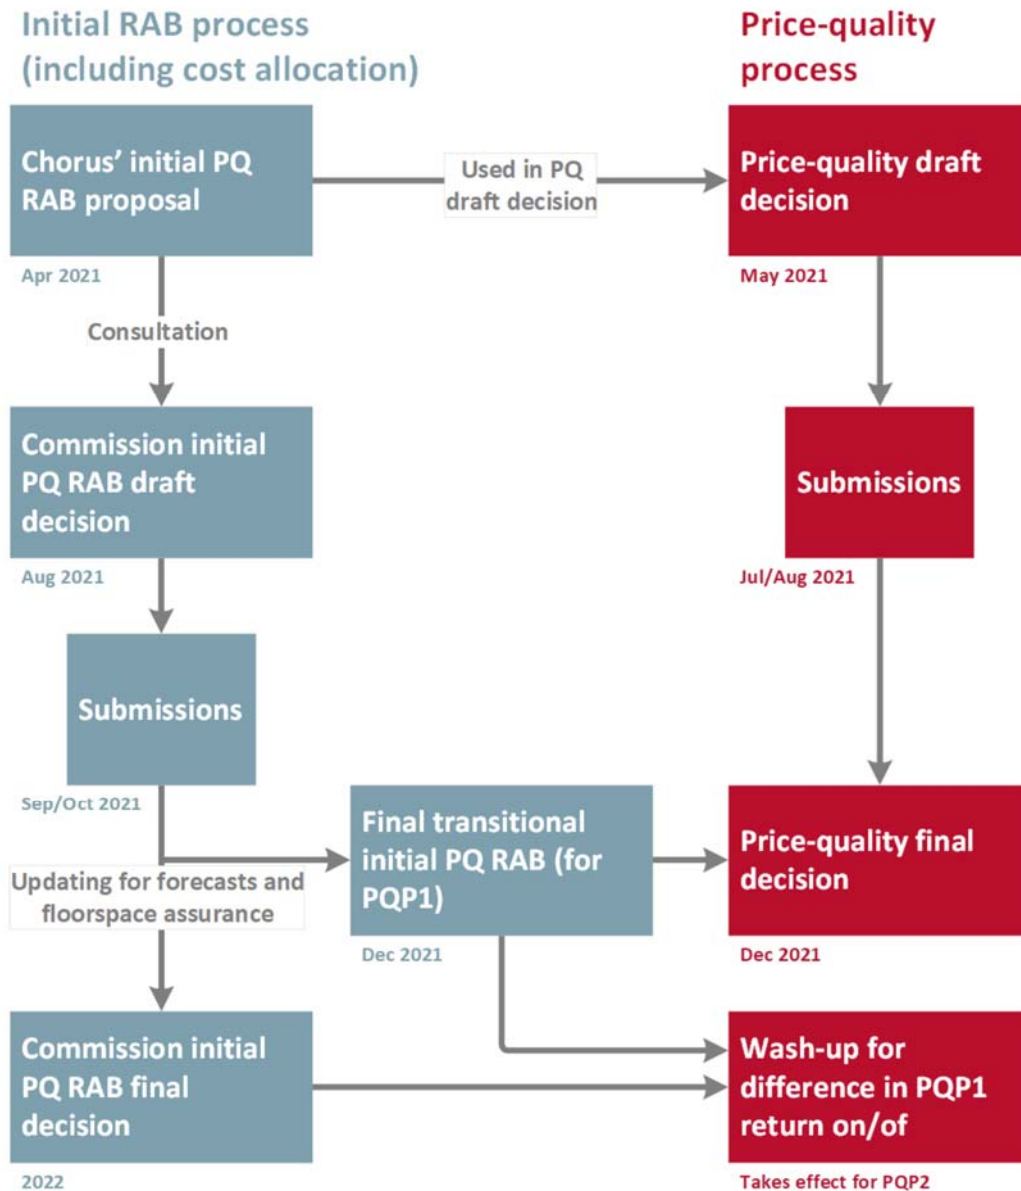 Initial RAB process
(including cost allocation)
Price-quality
process
Chorus’ initial PQ
RAB proposal
Used in PQ
draft decision
Price-quality draft
decision
Apr 2021
May 2021
Consultation
Commission initial
PQ RAB draft
decision
Aug 2021
Submissions
Jul/Aug 2021
Submissions
Sep/Oct 2021
Final transitional
initial PQ RAB (for
PQP1)
Dec 2021
Price-quality final
decision
Dec 2021
Updating for forecasts and
floorspace assurance
Commission initial
PQ RAB final
decision
2022
Wash-up for
difference in PQP1
return on/of
Takes effect for PQP2